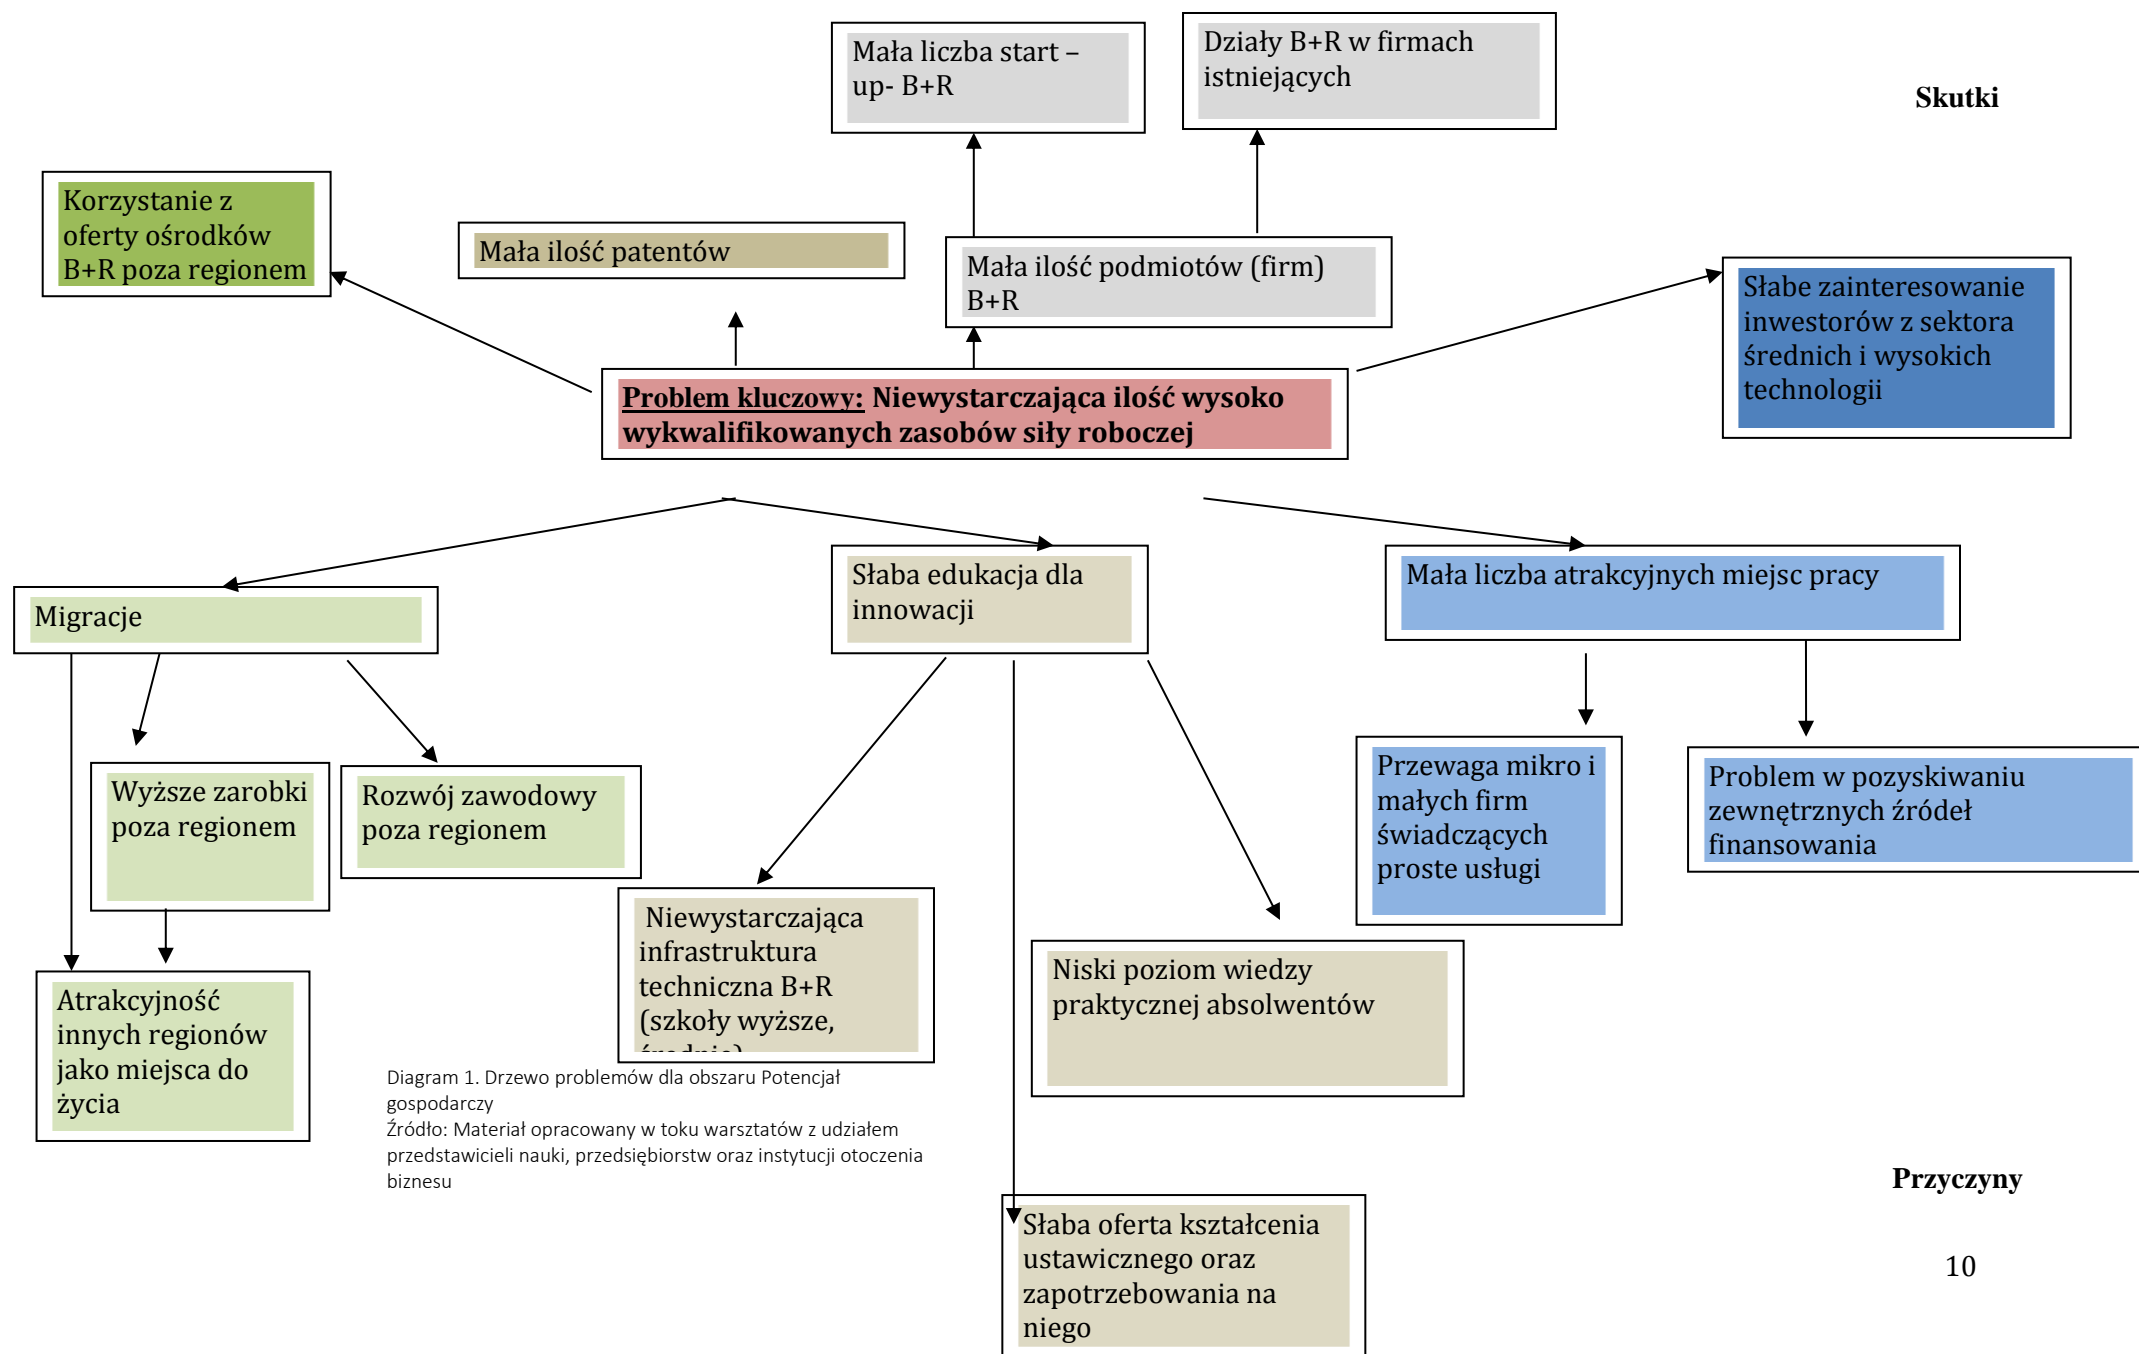 Mała liczba start –
up- B+R
Działy B+R w firmach
istniejących
Skutki
Korzystanie z
oferty ośrodków
B+R poza regionem
Mała ilość patentów
Mała ilość podmiotów (firm)
B+R
Słabe zainteresowanie
inwestorów z sektora
średnich i wysokich
technologii
Problem kluczowy: Niewystarczająca ilość wysoko
wykwalifikowanych zasobów siły roboczej
Migracje
Słaba edukacja dla
innowacji
Mała liczba atrakcyjnych miejsc pracy
Wyższe zarobki
poza regionem
Rozwój zawodowy
poza regionem
Przewaga mikro i
małych firm
świadczących
proste usługi
Problem w pozyskiwaniu
zewnętrznych źródeł
finansowania
Niewystarczająca
infrastruktura
techniczna B+R
(szkoły wyższe,
Niski poziom wiedzy
praktycznej absolwentów
Atrakcyjność
innych regionów
jako miejsca do
życia
Diagram 1. Drzewo problemów dla obszaru Potencjał
gospodarczy
Źródło: Materiał opracowany w toku warsztatów z udziałem
przedstawicieli nauki, przedsiębiorstw oraz instytucji otoczenia
biznesu
Przyczyny
Słaba oferta kształcenia
ustawicznego oraz
zapotrzebowania na
niego
10